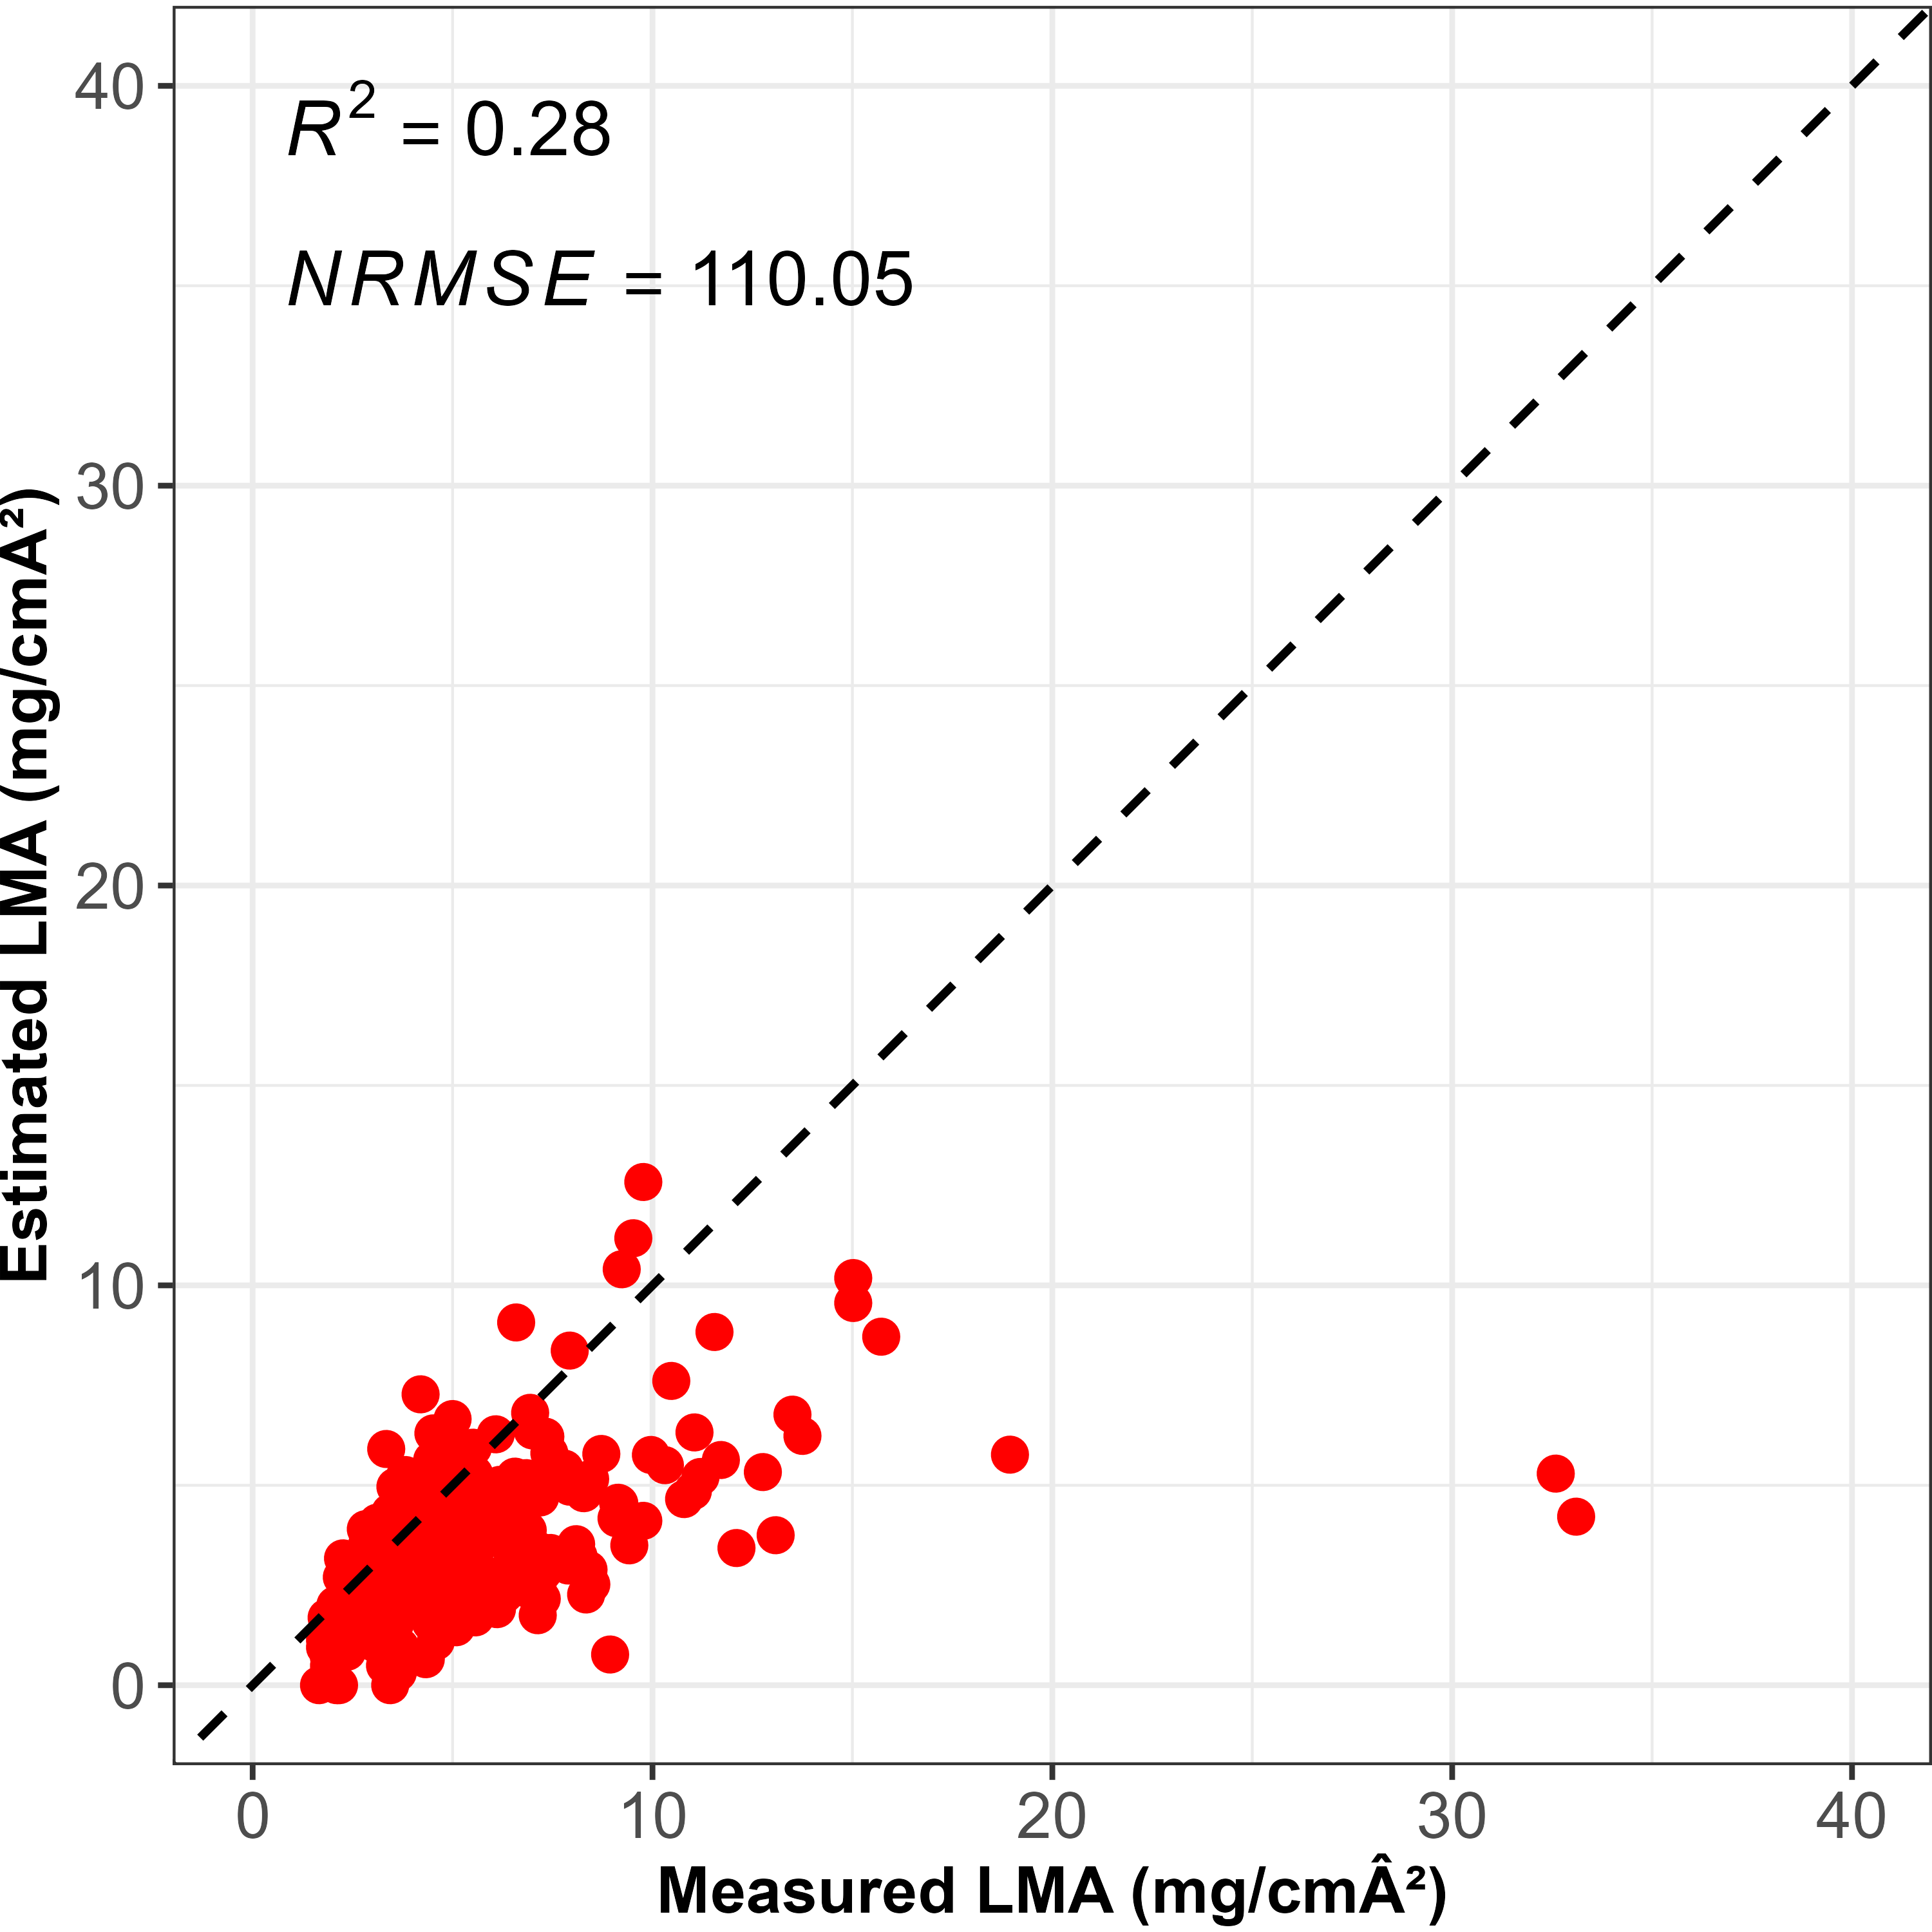 R² = 0.28
NRMSE = 110.05
40
30
20
10
0
Estimated LMA (mg/cmÂ²)
0 10 20 30 40
Measured LMA (mg/cmÂ²)